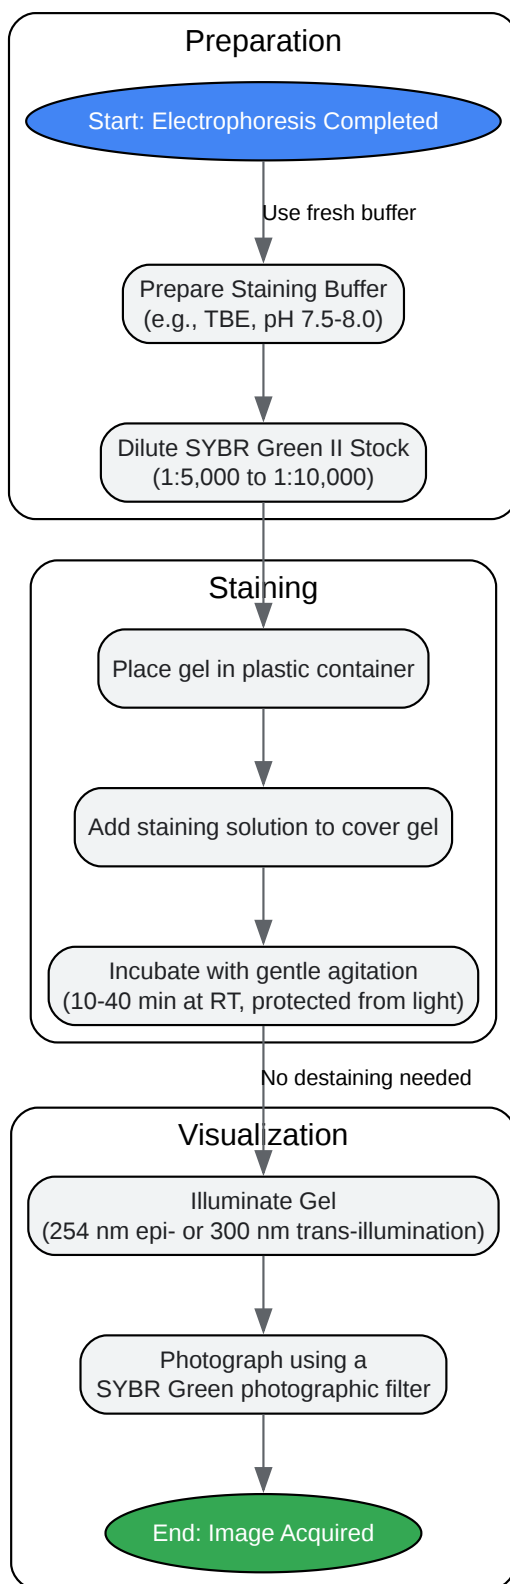 Preparation
Start: Electrophoresis Completed
Use fresh buffer
Prepare Staining Buffer
(e.g., TBE, pH 7.5-8.0)
Dilute SYBR Green II Stock
(1:5,000 to 1:10,000)
Staining
Place gel in plastic container
Add staining solution to cover gel
Incubate with gentle agitation
(10-40 min at RT, protected from light)
No destaining needed
Visualization
Illuminate Gel
(254 nm epi- or 300 nm trans-illumination)
Photograph using a
SYBR Green photographic filter
End: Image Acquired